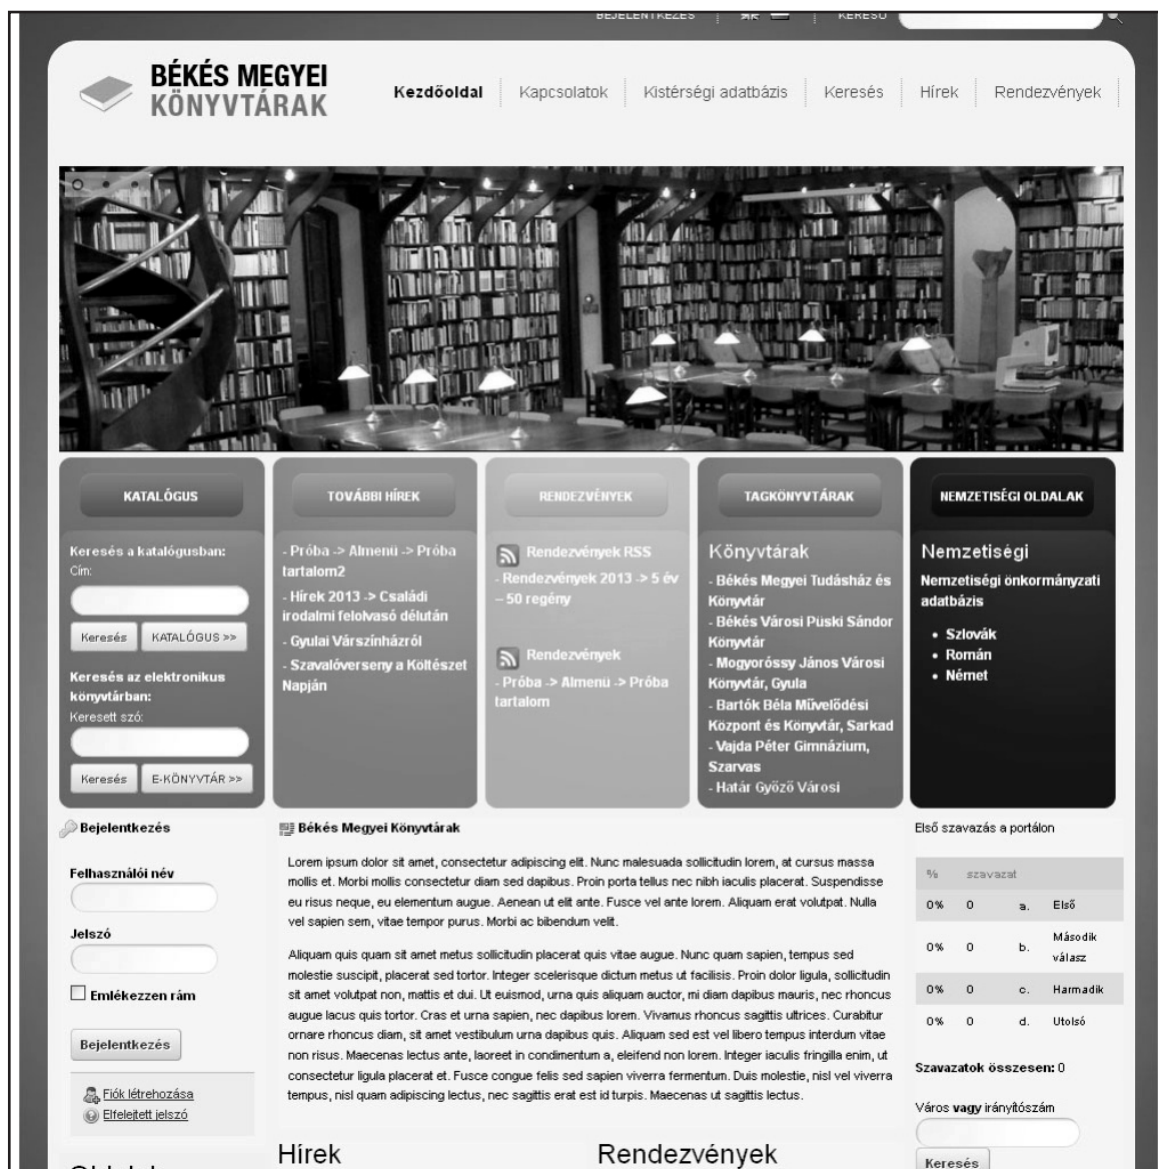 BEJELENTKEZÉS
KERESŐ
BÉKÉS MEGYEI
KÖNYVTÁRAK
Kezdőoldal
Kapcsolatok
Kistérségi adatbázis
Keresés
Hírek
Rendezvények
KATALÓGUS
Keresés a katalógusban:
Cím:
Keresés
KATALÓGUS >>
Keresés az elektronikus
könyvtárban:
Keresett szó:
Keresés
E-KÖNYVTÁR >>
TOVÁBBI HÍREK
- Próba -> Almenü -> Próba
tartalom2
- Hírek 2013 -> Családi
irodalmi felolvasó délután
- Gyulai Várszínházról
- Szavalóverseny a Költészet
Napján
RENDEZVÉNYEK
Rendezvények RSS
- Rendezvények 2013 -> 5 év
– 50 regény
Rendezvények
- Próba -> Almenü -> Próba
tartalom
TAGKÖNYVTÁRAK
Könyvtárak
- Békés Megyei Tudásház és
Könyvtár
- Békés Városi Püski Sándor
Könyvtár
- Mogyoróssy János Városi
Könyvtár, Gyula
- Bartók Béla Művelődési
Központ és Könyvtár, Sarkad
- Vajda Péter Gimnázium,
Szarvas
- Határ Győző Városi
NEMZETISÉGI OLDALAK
Nemzetiségi
Nemzetiségi önkormányzati
adatbázis
• Szlovák
• Román
• Német
Bejelentkezés
Felhasználói név
Jelszó
Emlékezzen rám
Bejelentkezés
Fiók létrehozása
Elfelejtett jelszó
Békés Megyei Könyvtárak
Lorem ipsum dolor sit amet, consectetur adipiscing elit. Nunc malesuada sollicitudin lorem, at cursus massa
mollis et. Morbi mollis consectetur diam sed dapibus. Proin porta tellus nec nibh iaculis placerat. Suspendisse
eu risus neque, eu elementum augue. Aenean ut elit ante. Fusce vel ante lorem. Aliquam erat volutpat. Nulla
vel sapien sem, vitae tempor purus. Morbi ac bibendum velit.
Aliquam quis quam sit amet metus sollicitudin placerat quis vitae augue. Nunc quam sapien, tempus sed
molestie suscipit, placerat sed tortor. Integer scelerisque dictum metus ut facilisis. Proin dolor ligula, sollicitudin
sit amet volutpat non, mattis et dui. Ut euismod, urna quis aliquam auctor, mi diam dapibus mauris, nec rhoncus
augue lacus quis tortor. Cras et urna sapien, nec dapibus lorem. Vivamus rhoncus sagittis ultrices. Curabitur
ornare rhoncus diam, sit amet vestibulum urna dapibus quis. Aliquam sed est vel libero tempus interdum vitae
non risus. Maecenas lectus ante, laoreet in condimentum a, eleifend non lorem. Integer iaculis fringilla enim, ut
consectetur ligula placerat et. Fusce congue felis sed sapien viverra fermentum. Duis molestie, nisl vel viverra
tempus, nisl quam adipiscing lectus, nec sagittis erat est id turpis. Maecenas ut sagittis lectus.
Hírek
Rendezvények
Első szavazás a portálon
% szavazat
0% 0 a. Első
0% 0 b. Második
válasz
0% 0 c. Harmadik
0% 0 d. Utolsó
Szavazatok összesen: 0
Város vagy irányítószám
Keresés